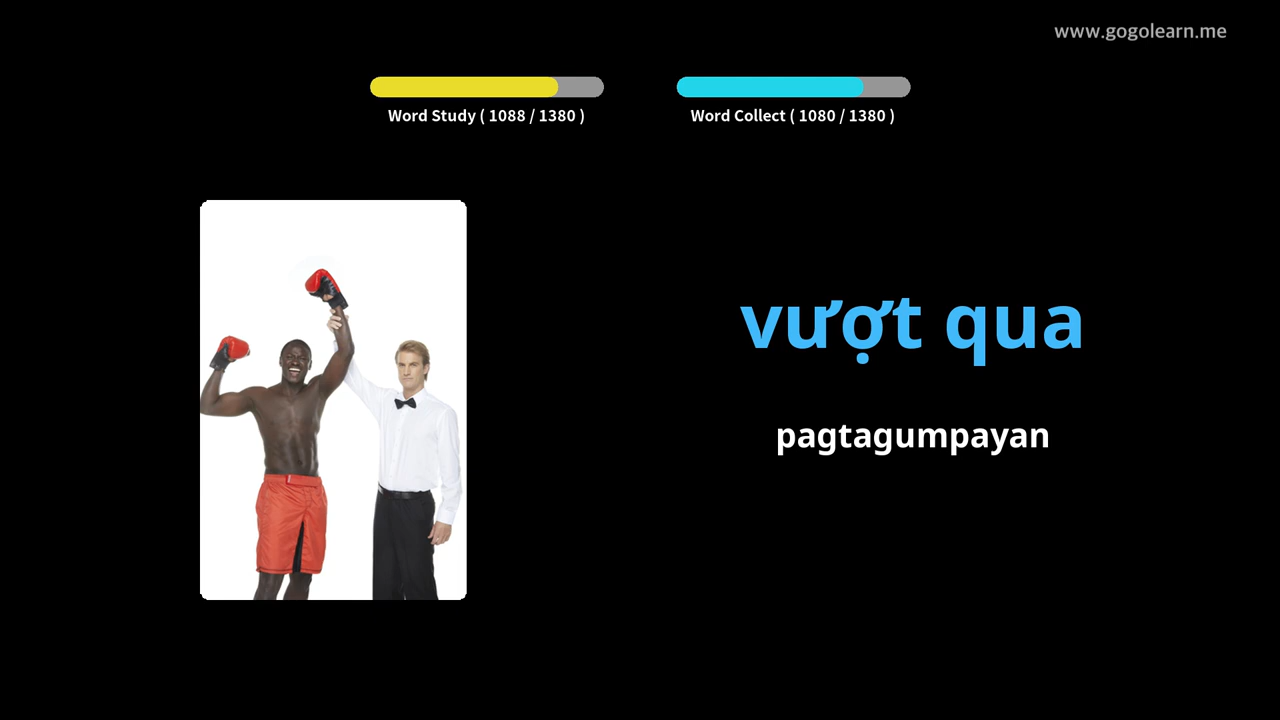 www.gogolearn.me
Word Study ( 1088 / 1380 )
Word Collect ( 1080 / 1380 )
vượt qua
pagtagumpayan